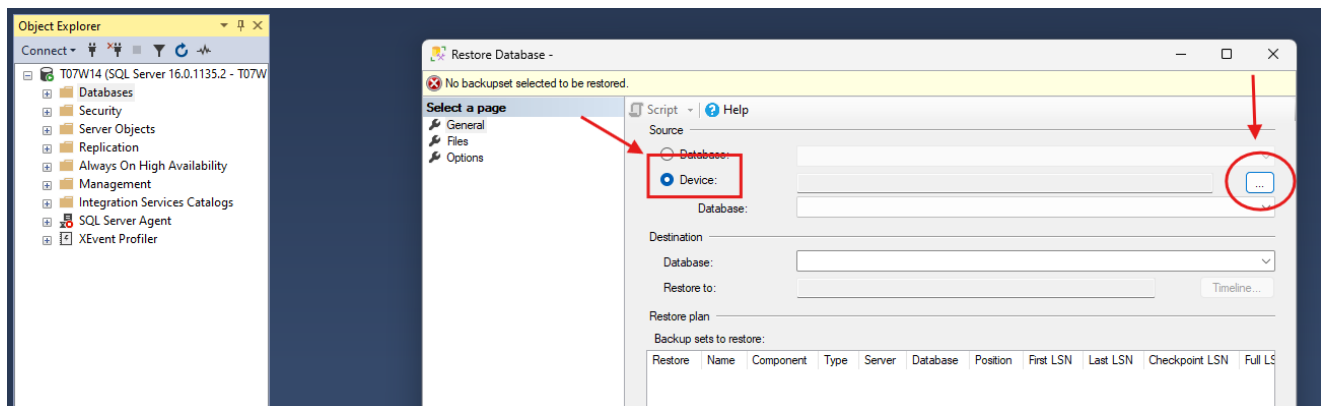 Object Explorer
Connect
T07W14 (SQL Server 16.0.1135.2 - T07W
Databases
Security
Server Objects
Replication
Always On High Availability
Management
Integration Services Catalogs
SQL Server Agent
XEvent Profiler
Restore Database -
No backupset selected to be restored.
Select a page
General
Files
Options
Script
Help
Source
Database:
Device:
...
Database:
Destination
Database:
Restore to:
Timeline...
Restore plan
Backup sets to restore:
Restore Name Component Type Server Database Position First LSN Last LSN Checkpoint LSN Full LS